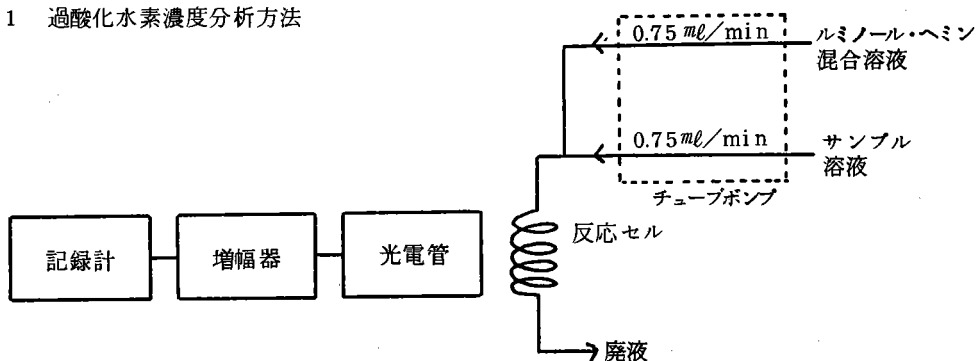 1 過酸化水素濃度分析方法
0.75 mℓ/min
ルミノール・ヘミン
混合溶液
0.75mℓ/min
サンプル
溶液
チューブポンプ
反応セル
記録計
増幅器
光電管
廃液